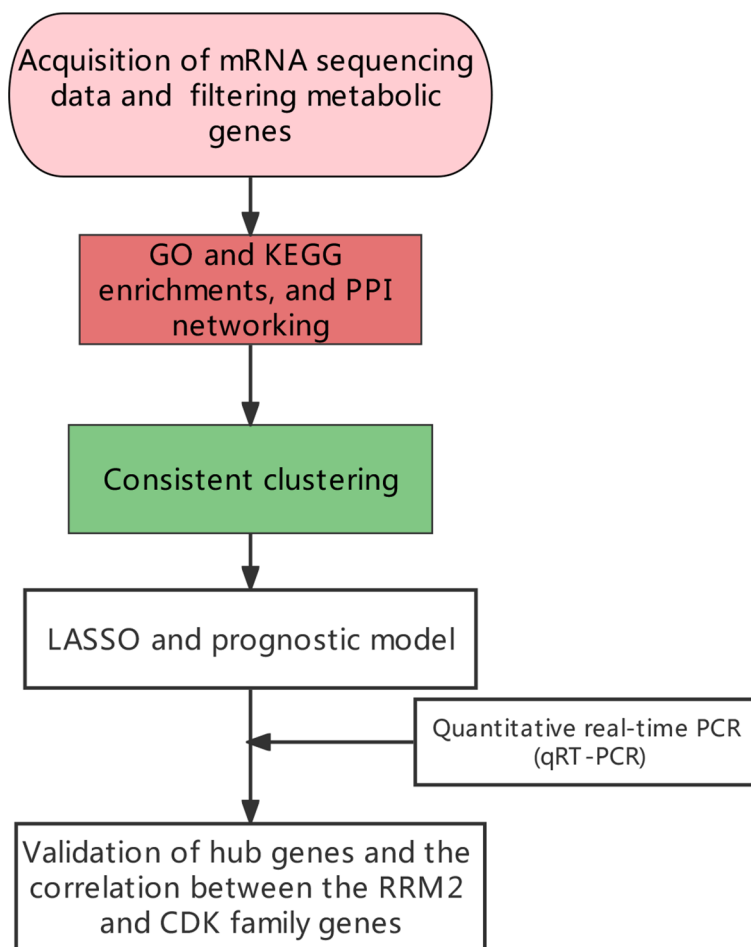 Acquisition of mRNA sequencing
data and filtering metabolic
genes
GO and KEGG
enrichments, and PPI
networking
Consistent clustering
LASSO and prognostic model
Quantitative real-time PCR
(qRT-PCR)
Validation of hub genes and the
correlation between the RRM2
and CDK family genes